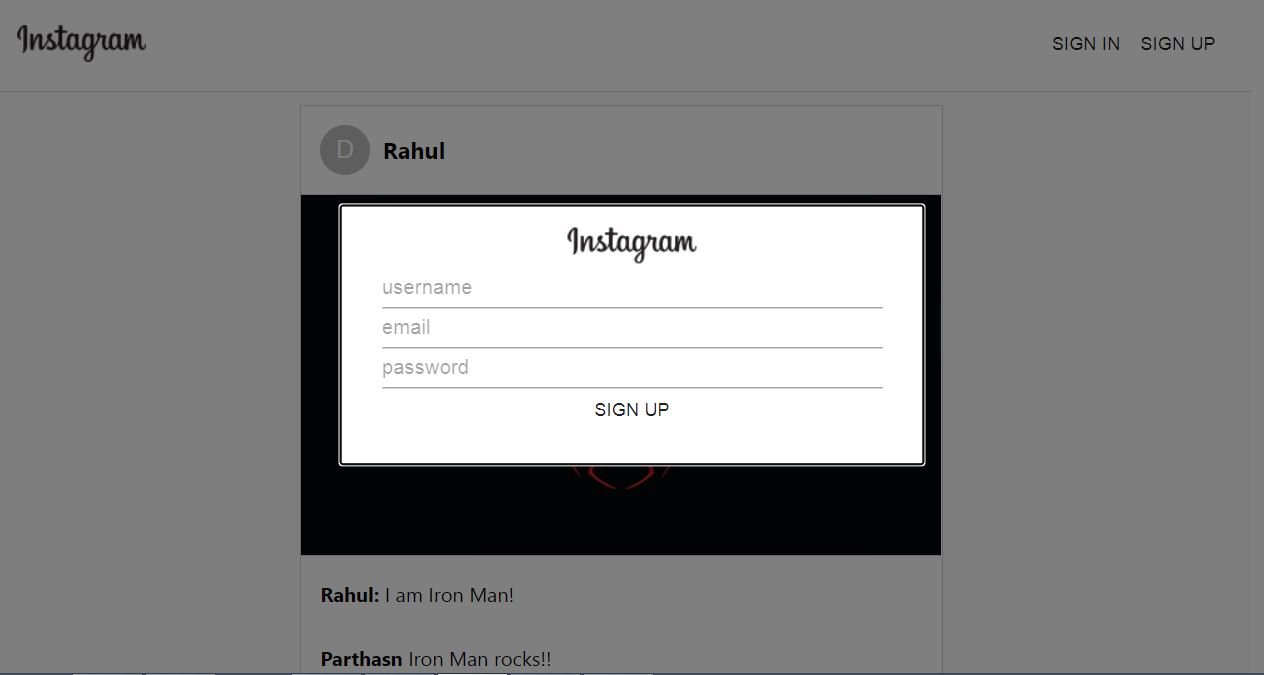 Instagram
SIGN IN SIGN UP
D Rahul
Instagram
username
email
password
SIGN UP
Rahul: I am Iron Man!
Parthasn Iron Man rocks!!